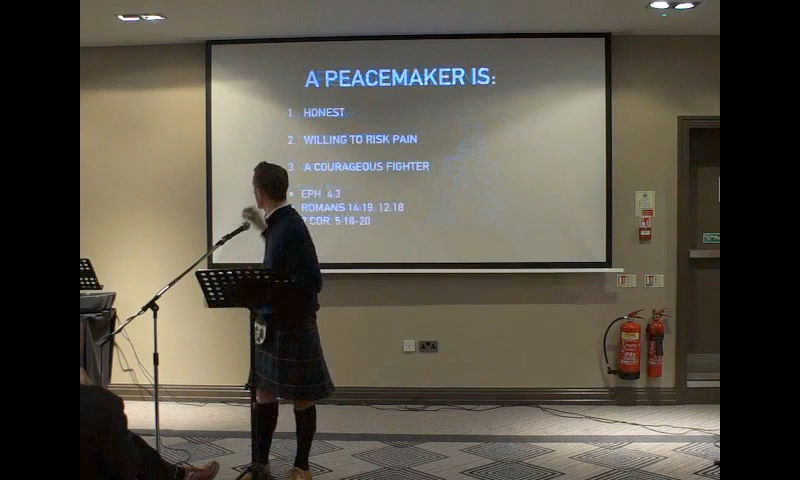 A PEACEMAKER IS:
1. HONEST
2. WILLING TO RISK PAIN
3. A COURAGEOUS FIGHTER
EPH. 4:3
ROMANS 14:19; 12:18
COR. 5:18-20